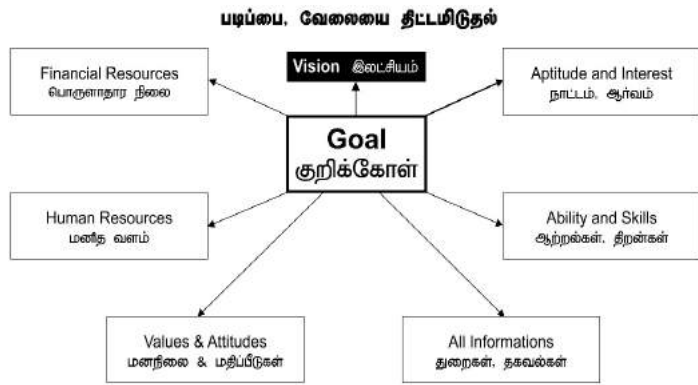 படிப்பை, வேலையை திட்டமிடுதல்
Vision இலட்சியம்
Financial Resources
பொருளாதார நிலை
Aptitude and Interest
நாட்டம், ஆர்வம்
Goal
குறிக்கோள்
Human Resources
மனித வளம்
Ability and Skills
ஆற்றல்கள், திறன்கள்
Values & Attitudes
மனநிலை & மதிப்பீடுகள்
All Informations
துறைகள், தகவல்கள்